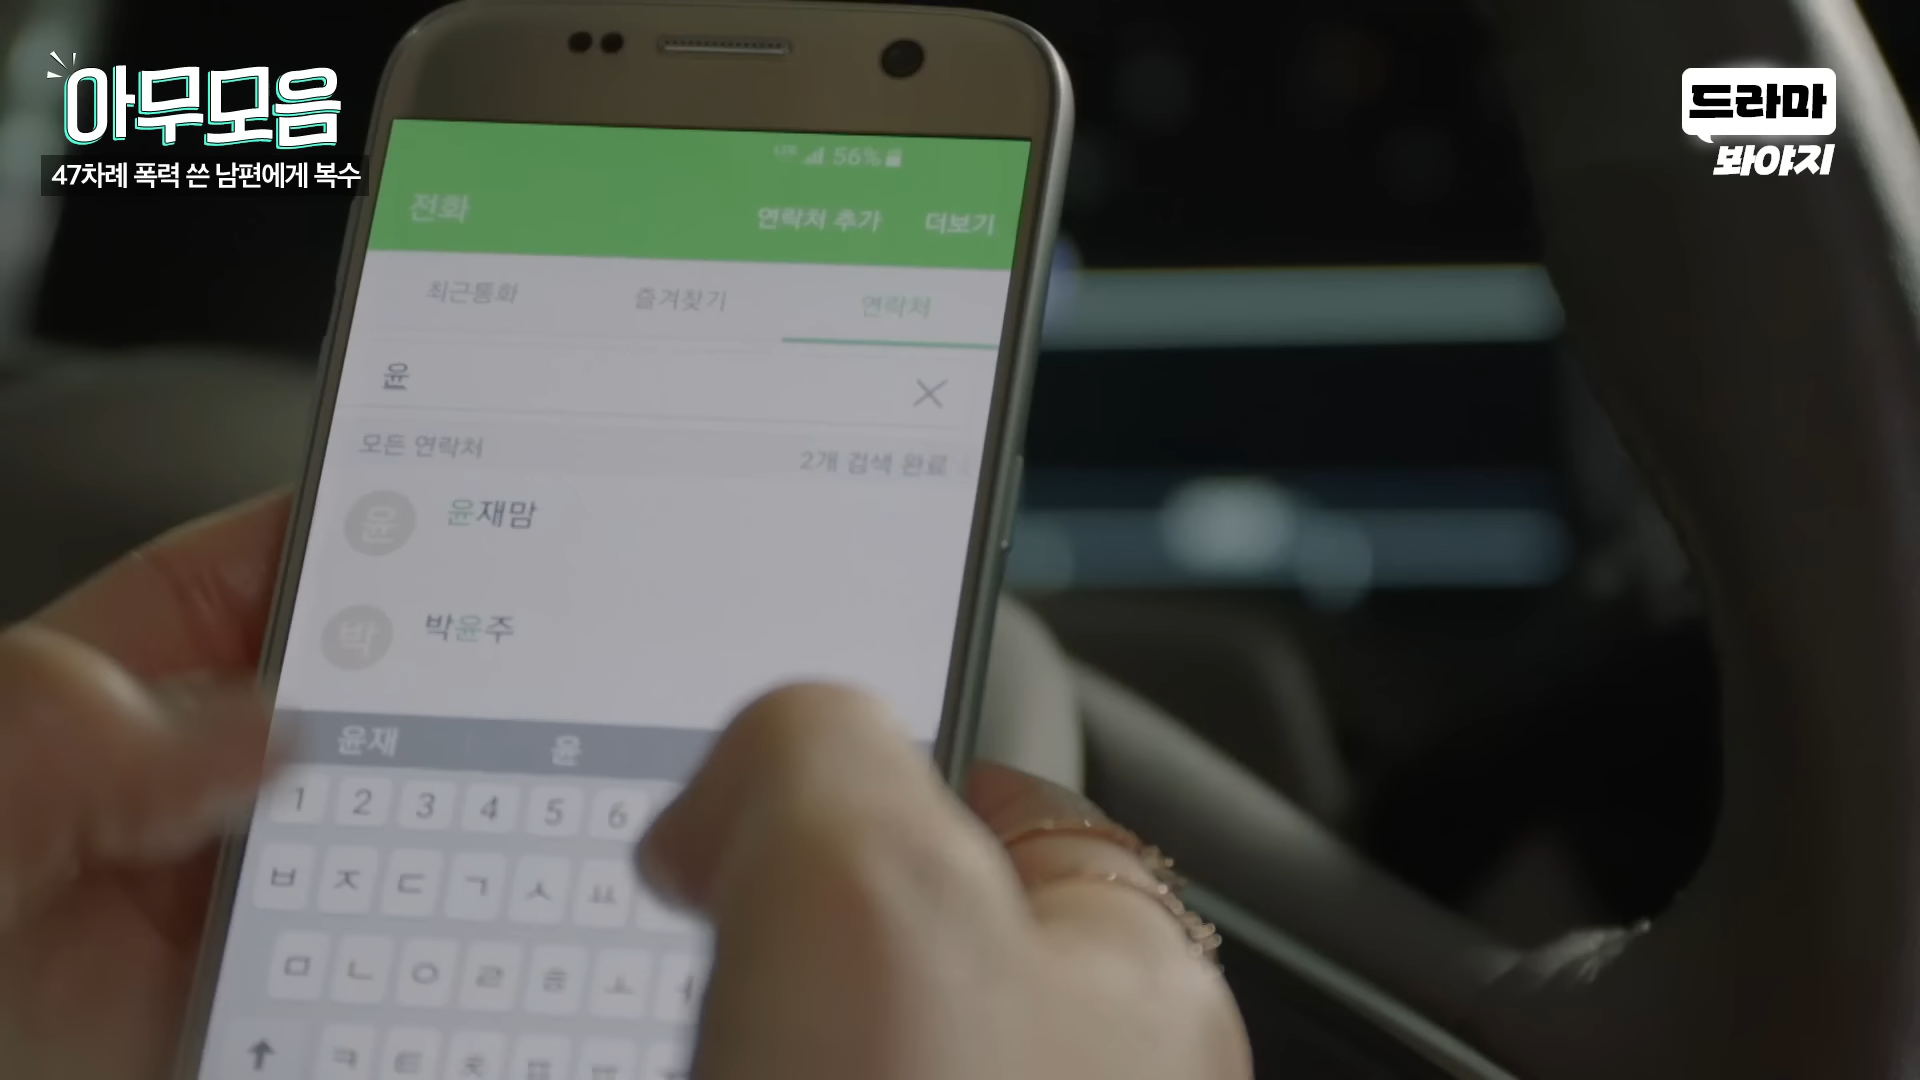 아무모음
47차례 폭력 쓴 남편에게 복수
드라마
봐야지
LTE 56%
전화 연락처 추가 더보기
최근통화 즐겨찾기 연락처
윤
모든 연락처 2개 검색 완료
윤 윤재맘
박 박윤주
윤재 윤
1 2 3 4 5 6
ㅂ ㅈ ㄷ ㄱ ㅅ ㅛ
ㅁ ㄴ ㅇ ㄹ ㅎ ㅗ ㅓ
ㅋ ㅌ ㅊ ㅍ ㅠ